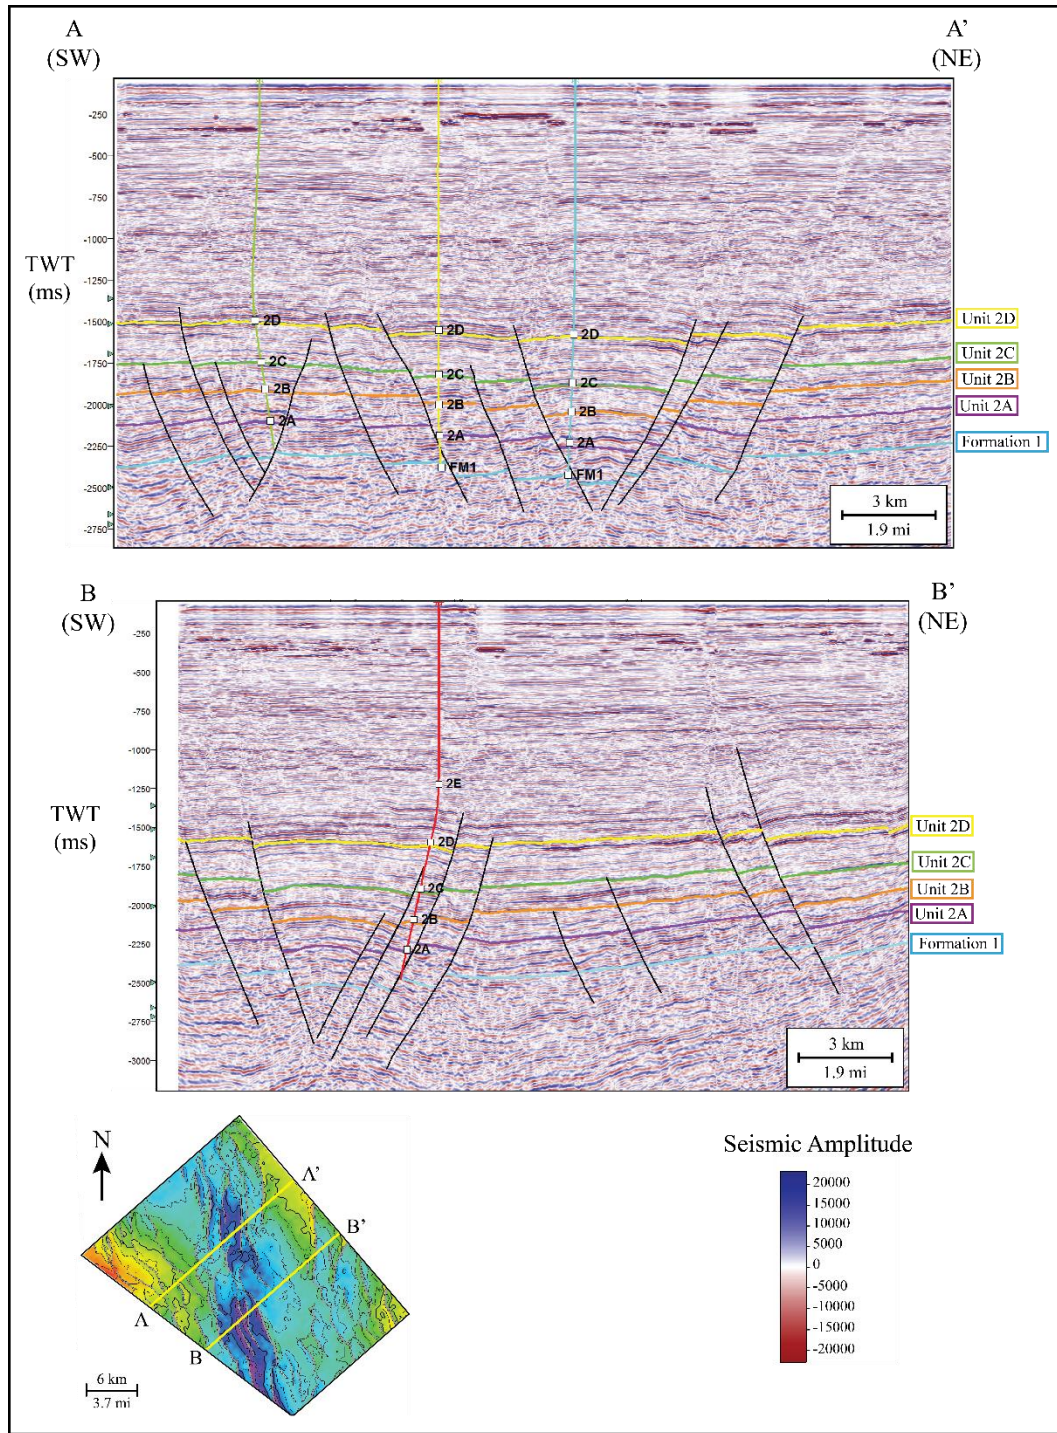 A
(SW)
A'
(NE)
TWT
(ms)
-250
-500
-750
-1000
-1250
-1500
-1750
-2000
-2250
-2500
-2750
2D
2C
2B
2A
2D
2C
2B
2A
FM1
2D
2C
2B
2A
FM1
Unit 2D
Unit 2C
Unit 2B
Unit 2A
Formation 1
3 km
1.9 mi
B
(SW)
B'
(NE)
TWT
(ms)
-250
-500
-750
-1000
-1250
-1500
-1750
-2000
-2250
-2500
-2750
-3000
2E
2D
2C
2B
2A
Unit 2D
Unit 2C
Unit 2B
Unit 2A
Formation 1
3 km
1.9 mi
N
A'
B'
A
B
6 km
3.7 mi
Seismic Amplitude
20000
15000
10000
5000
0
-5000
-10000
-15000
-20000